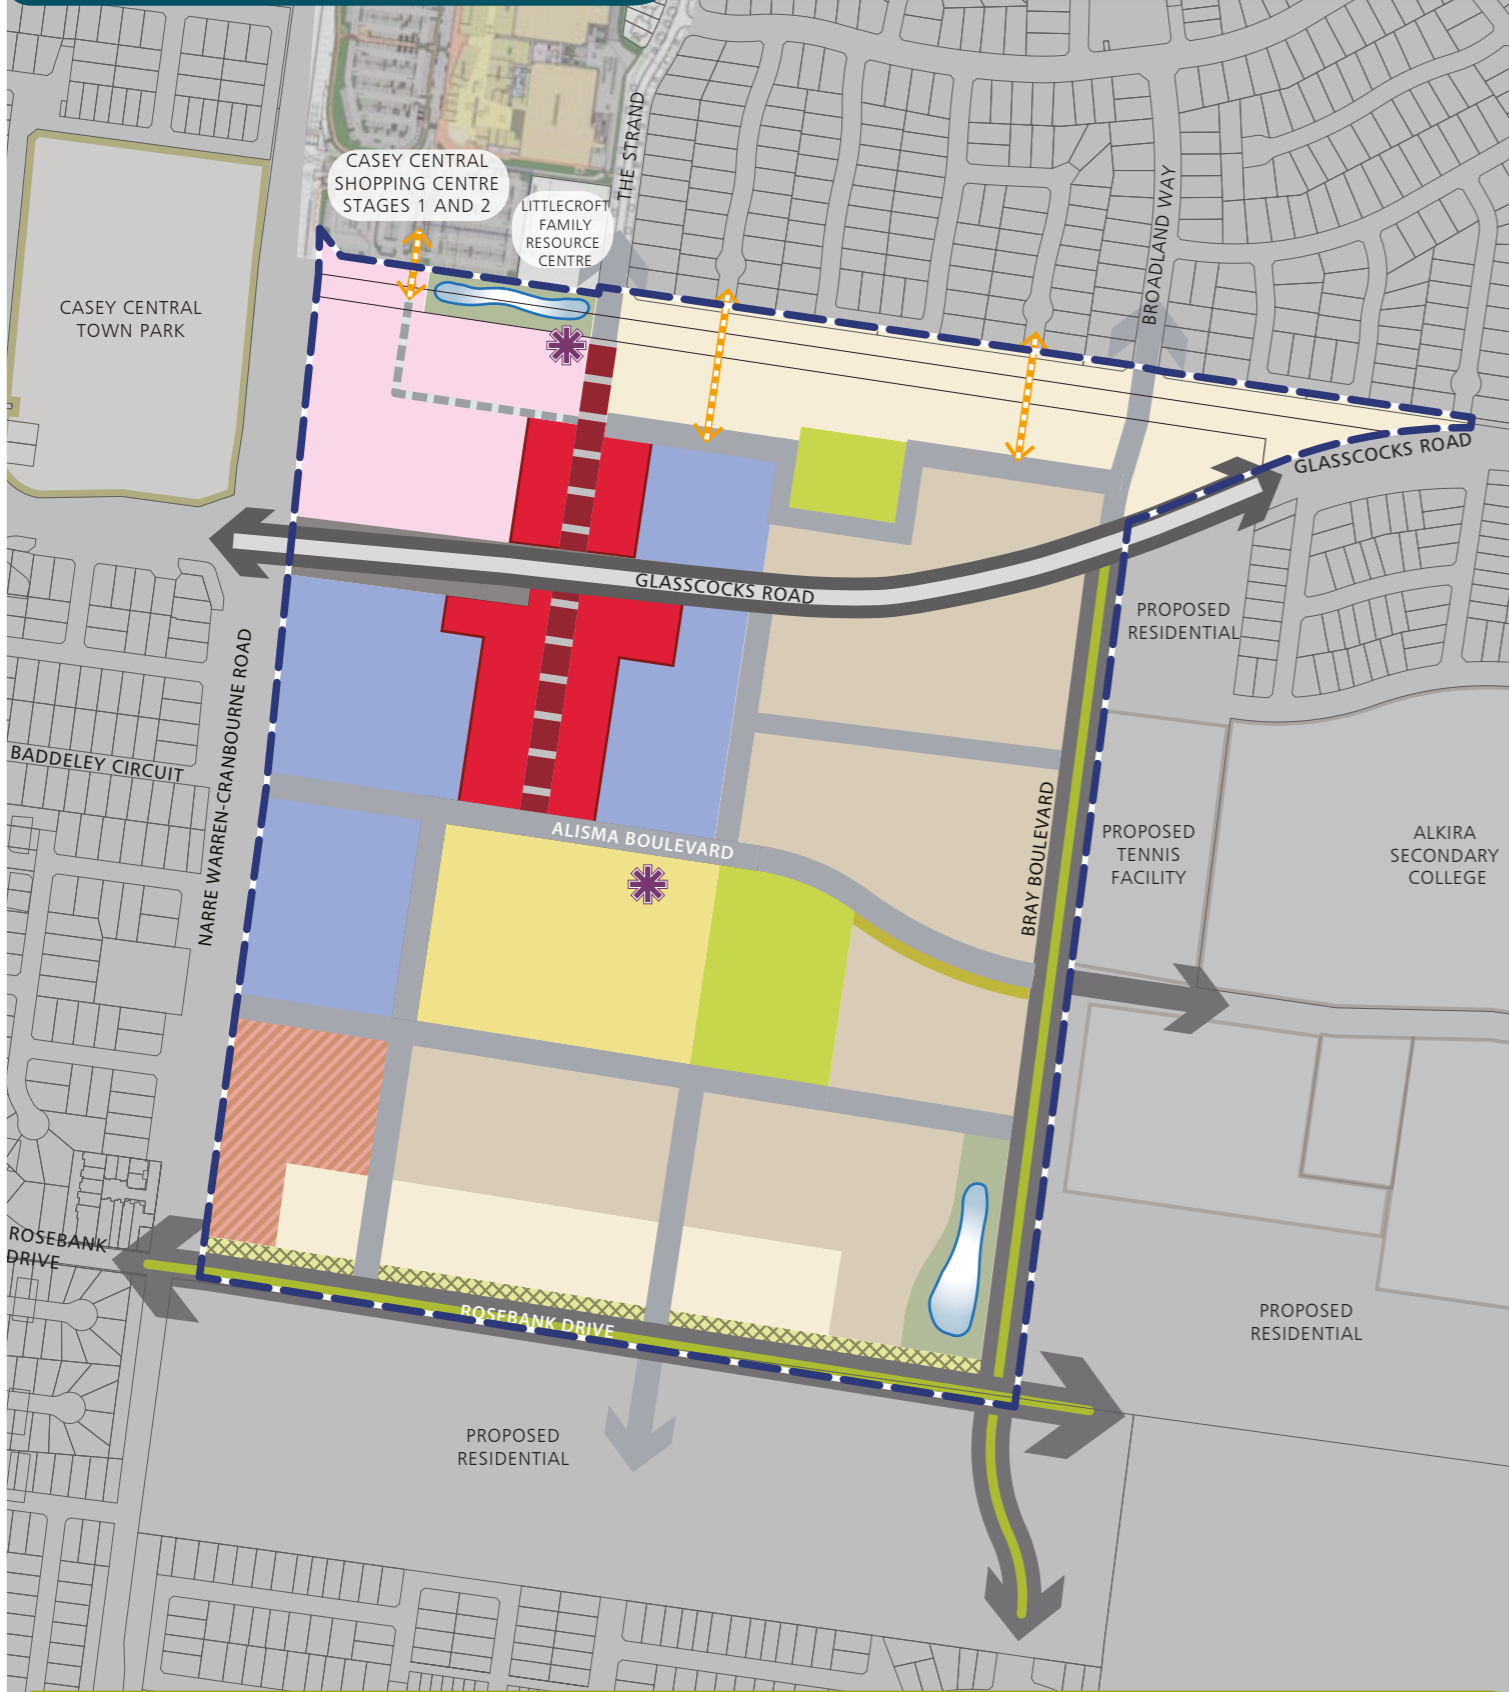 CASEY CENTRAL
SHOPPING CENTRE
STAGES 1 AND 2
LITTLECROFT
FAMILY
RESOURCE
CENTRE
THE STRAND
BROADLAND WAY
CASEY CENTRAL
TOWN PARK
GLASSCOCKS ROAD
GLASSCOCKS ROAD
PROPOSED
RESIDENTIAL
NARRE WARREN-CRANBOURNE ROAD
BADDELEY CIRCUIT
ALISMA BOULEVARD
BRAY BOULEVARD
PROPOSED
TENNIS
FACILITY
ALKIRA
SECONDARY
COLLEGE
ROSEBANK
DRIVE
ROSEBANK DRIVE
PROPOSED
RESIDENTIAL
PROPOSED
RESIDENTIAL